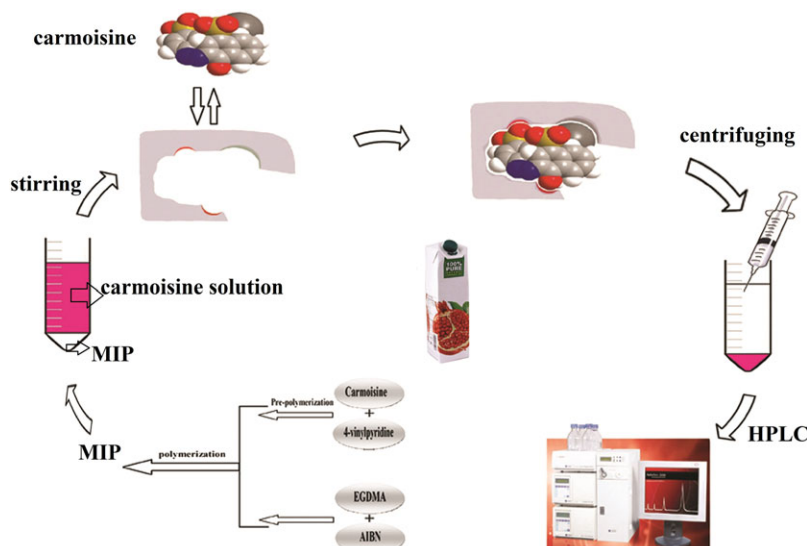 carmoisine
centrifuging
stirring
carmoisine solution
MIP
100%
PURE
Pre-polymerization
Carmoisine
+
4-vinylpyridine
MIP
polymerization
HPLC
EGDMA
+
AIBN